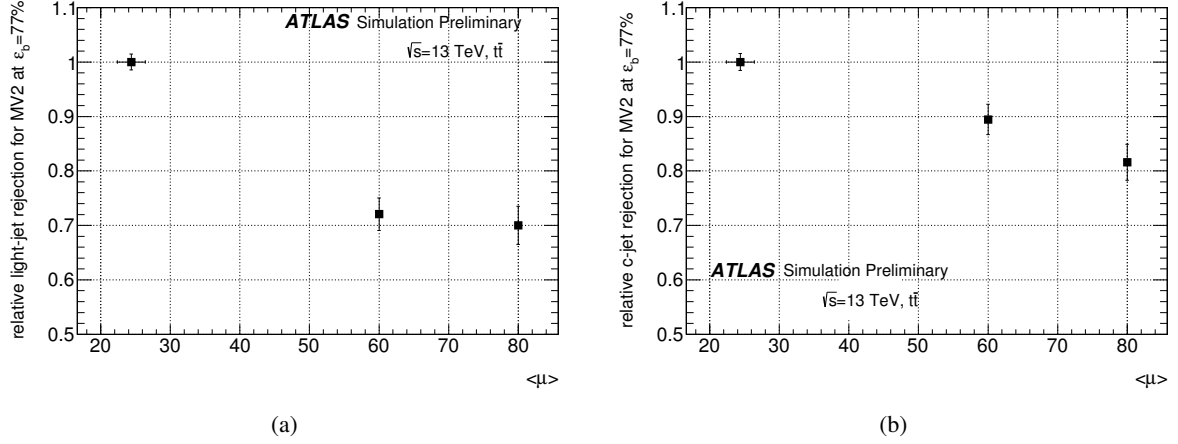 relative light-jet rejection for MV2 at ε_b=77%
1.1
1
0.9
0.8
0.7
0.6
0.5
20 30 40 50 60 70 80
<μ>
ATLAS Simulation Preliminary
√s=13 TeV, tt̄
(a)
relative c-jet rejection for MV2 at ε_b=77%
1.1
1
0.9
0.8
0.7
0.6
0.5
20 30 40 50 60 70 80
<μ>
ATLAS Simulation Preliminary
√s=13 TeV, tt̄
(b)